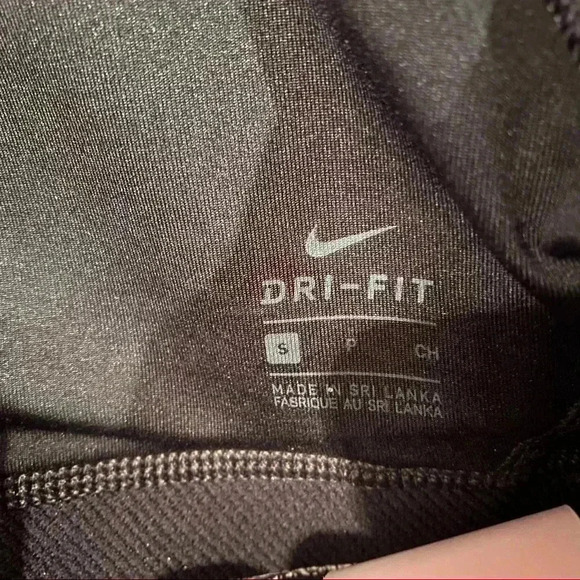 DRI-FIT
S P CH
MADE IN SRI LANKA
FABRIQUE AU SRI LANKA